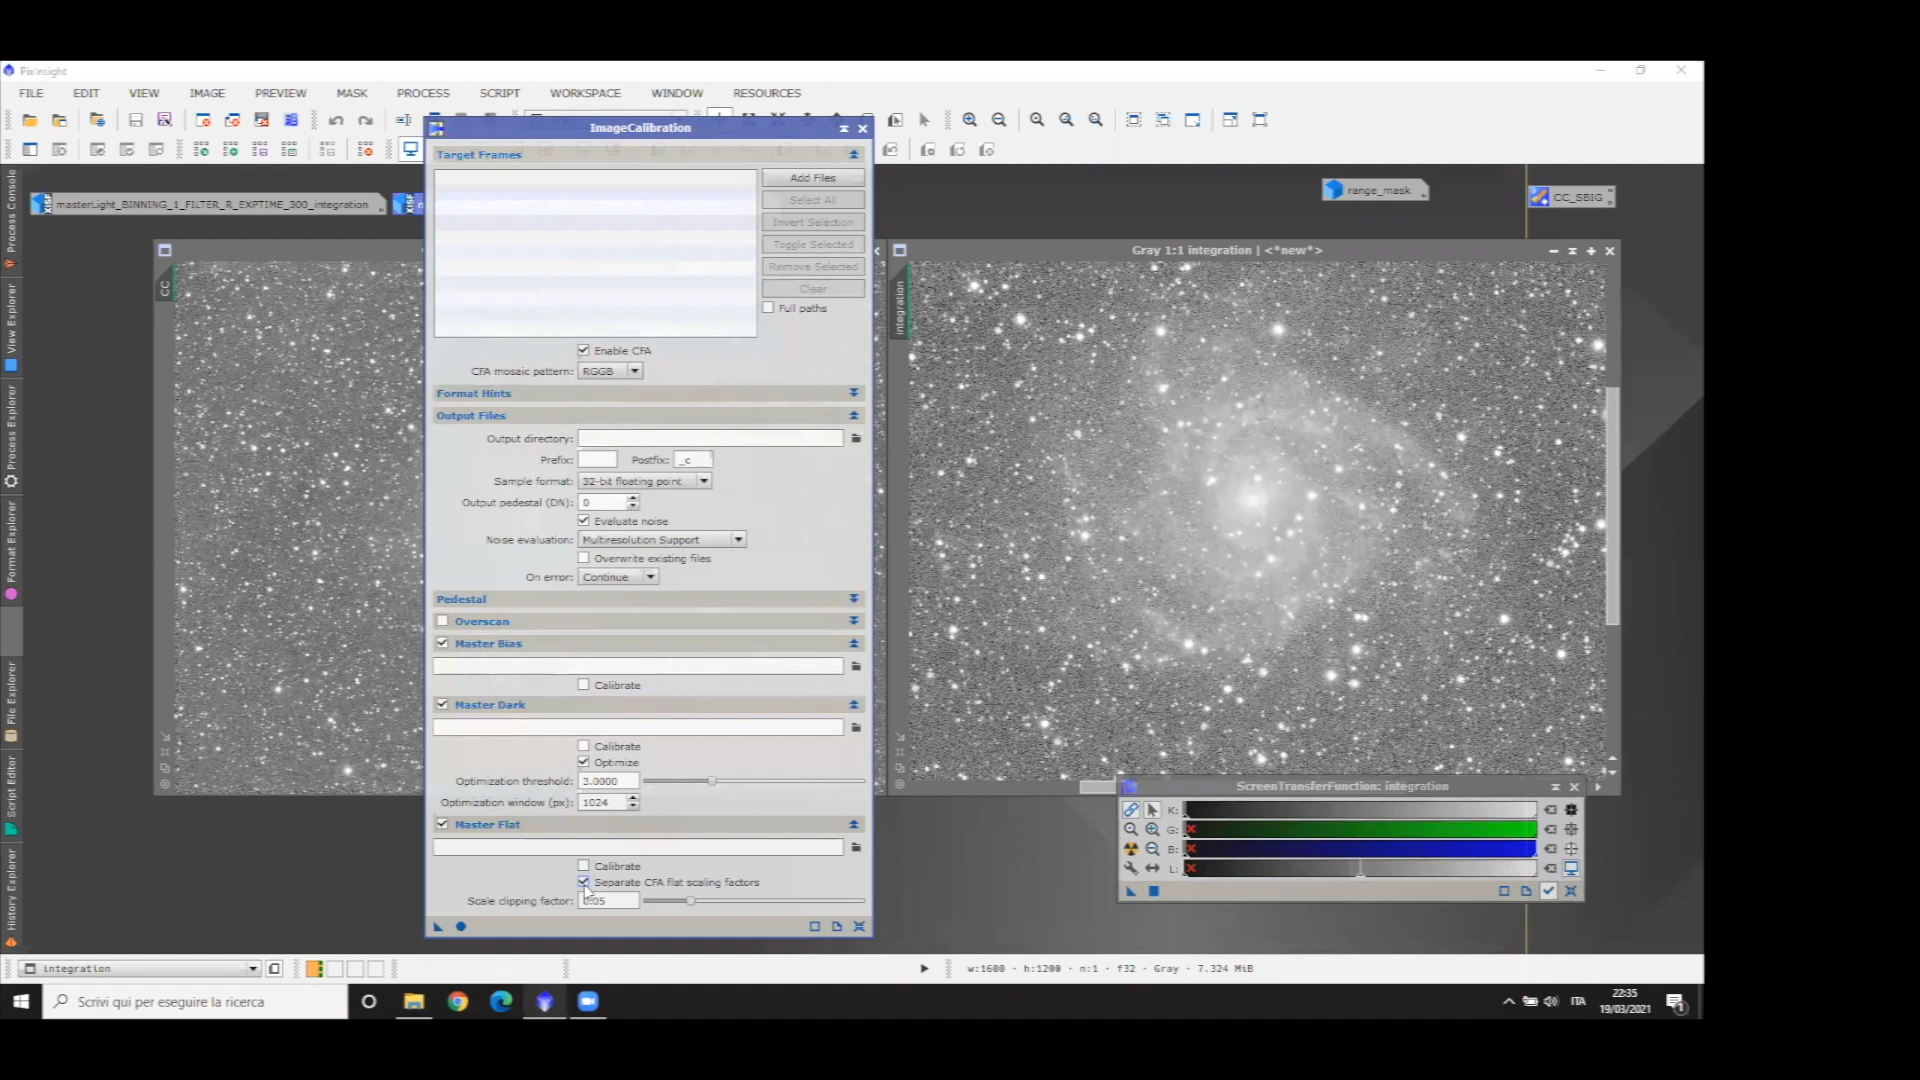 PixInsight
FILE EDIT VIEW IMAGE PREVIEW MASK PROCESS SCRIPT WORKSPACE WINDOW RESOURCES
ImageCalibration
Target Frames
Add Files
Select All
Invert Selection
Toggle Selected
Remove Selected
Clear
Full paths
Enable CFA
CFA mosaic pattern: RGGB
Format Hints
Output Files
Output directory:
Prefix: Postfix: _c
Sample format: 32-bit floating point
Output pedestal (DN): 0
Evaluate noise
Noise evaluation: Multiresolution Support
Overwrite existing files
On error: Continue
Pedestal
Overscan
Master Bias
Calibrate
Master Dark
Calibrate
Optimize
Optimization threshold: 3.0000
Optimization window (px): 1024
Master Flat
Calibrate
Separate CFA flat scaling factors
Scale clipping factor: 0.05
Process Console
View Explorer
Process Explorer
Format Explorer
File Explorer
Script Editor
History Explorer
XISF masterLight_BINNING_1_FILTER_R_EXPTIME_300_integration
XISF
CC
range_mask
CC_SBIG
Gray 1:1 integration | <*new*>
integration
ScreenTransferFunction: integration
K:
G:
B:
L:
integration
w:1600 · h:1200 · n:1 · f32 · Gray · 7.324 MiB
Scrivi qui per eseguire la ricerca
ITA
22:35
19/03/2021
1